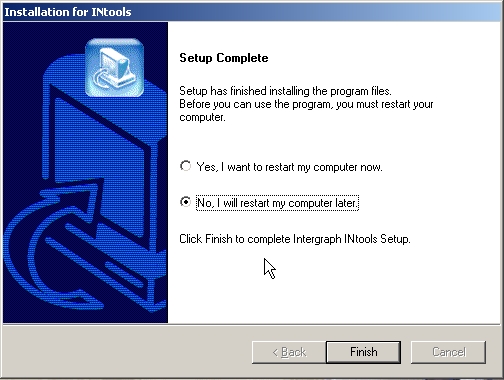 Installation for INtools
Setup Complete
Setup has finished installing the program files.
Before you can use the program, you must restart your
computer.
Yes, I want to restart my computer now.
No, I will restart my computer later.
Click Finish to complete Intergraph INtools Setup.
< Back
Finish
Cancel